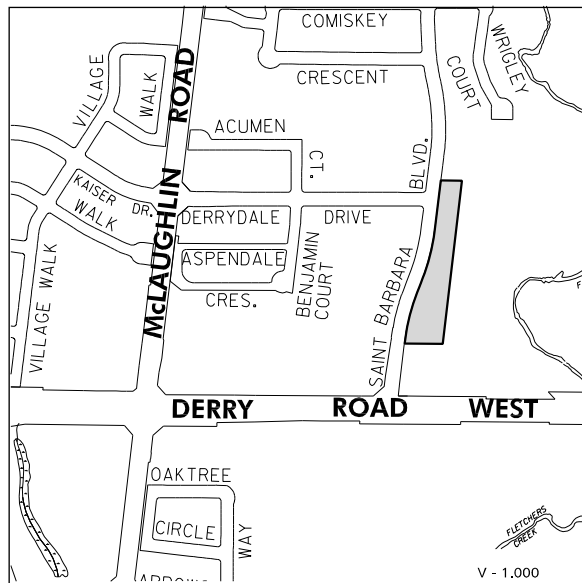 COMISKEY
WRIGLEY
COURT
CRESCENT
VILLAGE
WALK
ROAD
McLAUGHLIN
ACUMEN
CT.
BLVD.
SAINT BARBARA
KAISER DR.
WALK
DERRYDALE DRIVE
ASPENDALE
CRES.
BENJAMIN
COURT
VILLAGE WALK
DERRY ROAD WEST
OAKTREE
CIRCLE
WAY
FLETCHERS
CREEK
V - 1.000